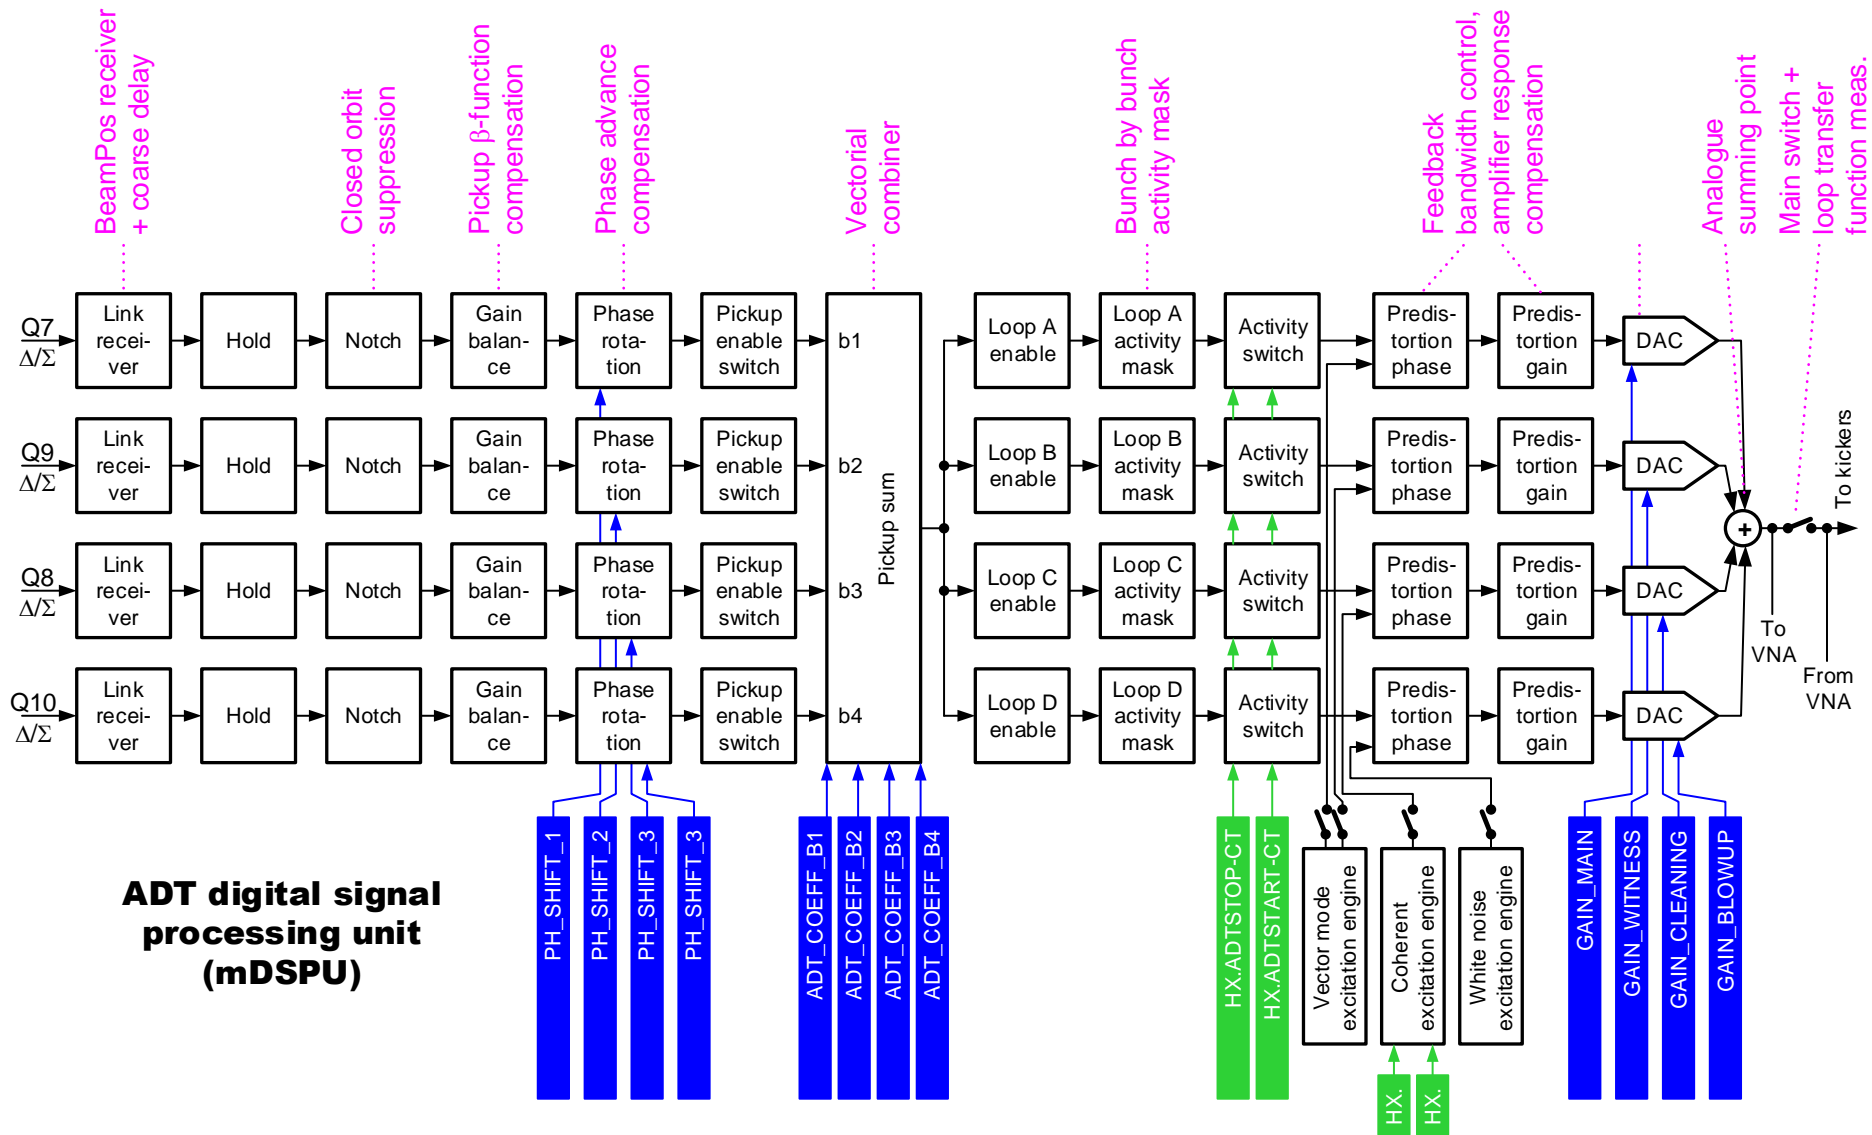 BeamPos receiver
+ coarse delay
Closed orbit
suppression
Pickup β-function
compensation
Phase advance
compensation
Vectorial
combiner
Bunch by bunch
activity mask
Feedback
bandwidth control,
amplifier response
compensation
Analogue
summing point
Main switch +
loop transfer
function meas.
Q7
Δ/Σ
Link
recei-
ver
Hold
Notch
Gain
balan-
ce
Phase
rota-
tion
Pickup
enable
switch
b1
Loop A
enable
Loop A
activity
mask
Activity
switch
Predis-
tortion
phase
Predis-
tortion
gain
DAC
Q9
Δ/Σ
Link
recei-
ver
Hold
Notch
Gain
balan-
ce
Phase
rota-
tion
Pickup
enable
switch
b2
Loop B
enable
Loop B
activity
mask
Activity
switch
Predis-
tortion
phase
Predis-
tortion
gain
DAC
Pickup sum
+
To kickers
Q8
Δ/Σ
Link
recei-
ver
Hold
Notch
Gain
balan-
ce
Phase
rota-
tion
Pickup
enable
switch
b3
Loop C
enable
Loop C
activity
mask
Activity
switch
Predis-
tortion
phase
Predis-
tortion
gain
DAC
To
VNA
From
VNA
Q10
Δ/Σ
Link
recei-
ver
Hold
Notch
Gain
balan-
ce
Phase
rota-
tion
Pickup
enable
switch
b4
Loop D
enable
Loop D
activity
mask
Activity
switch
Predis-
tortion
phase
Predis-
tortion
gain
DAC
ADT digital signal
processing unit
(mDSPU)
PH_SHIFT_1
PH_SHIFT_2
PH_SHIFT_3
PH_SHIFT_3
ADT_COEFF_B1
ADT_COEFF_B2
ADT_COEFF_B3
ADT_COEFF_B4
HX.ADTSTOP-CT
HX.ADTSTART-CT
Vector mode
excitation engine
Coherent
excitation engine
White noise
excitation engine
HX.
HX.
GAIN_MAIN
GAIN_WITNESS
GAIN_CLEANING
GAIN_BLOWUP